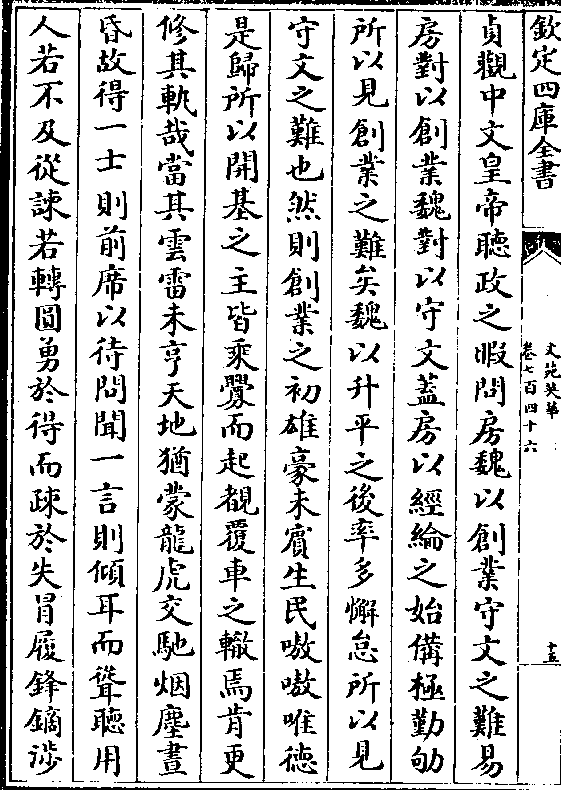 欽定四庫全書
文苑英華
卷七百四十六
十五
貞觀中文皇帝聽政之暇問房魏以創業守文之難易
房對以創業魏對以守文蓋房以經綸之始備極勤劬
所以見創業之難矣魏以升平之後率多懈怠所以見
守文之難也然則創業之初雄豪未賓生民嗷嗷唯德
是歸所以開基之主皆乘釁而起覩覆車之轍焉肯更
修其軌哉當其雲雷未亨天地猶蒙龍虎交馳烟塵晝
昏故得一士則前席以待問聞一言則傾耳而聳聽用
人若不及從諫若轉圓勇於得而疎於失冒履鋒鏑涉